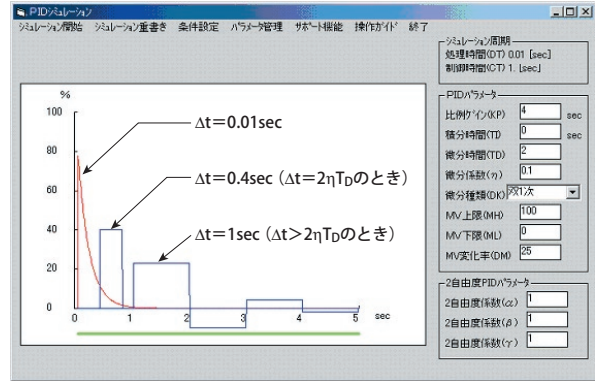 PIDシミュレーション
シミュレーション開始 シミュレーション重書き 条件設定 パラメータ管理 サポート機能 操作ガイド 終了
シミュレーション周期
処理時間(DT) 0.01 [sec]
制御時間(CT) 1. [sec]
%
100
80
60
40
20
0
0 1 2 3 4 5 sec
Δt=0.01sec
Δt=0.4sec (Δt=2ηTDのとき)
Δt=1sec (Δt>2ηTDのとき)
PIDパラメータ
比例ゲイン(KP) 4 sec
積分時間(TI) 0 sec
微分時間(TD) 2
微分係数(η) 0.1
微分種類(DK) 双1次
MV上限(MH) 100
MV下限(ML) 0
MV変化率(DM) 25
2自由度PIDパラメータ
2自由度係数(α) 1
2自由度係数(β) 1
2自由度係数(γ) 1